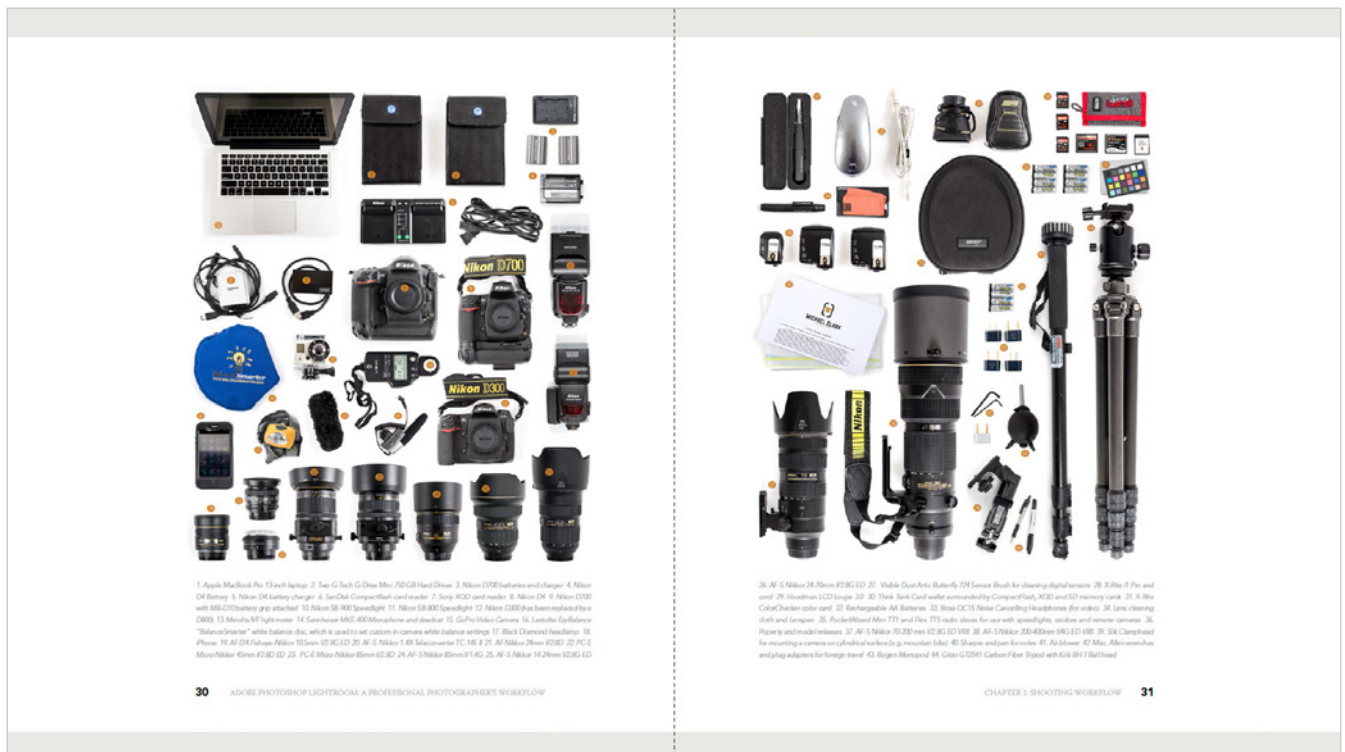 Nikon D700
Nikon D300
Nikon
MICHAEL CLARK
1. Apple MacBook Pro 13-inch laptop 2. Two G-Tech G-Drive Mini 750 GB Hard Drives 3. Nikon D700 batteries and charger 4. Nikon
D4 Battery 5. Nikon D4 battery charger 6. SanDisk CompactFlash card reader 7. Sony XQD card reader 8. Nikon D4 9. Nikon D700
with MB-D10 battery grip attached 10. Nikon SB-900 Speedlight 11. Nikon SB-800 Speedlight 12. Nikon D300 (has been replaced by a
D800) 13. Minolta MF light meter 14. Sennheiser MKE-400 Microphone and deadcat 15. GoPro Video Camera 16. Lastolite EzyBalance
"BalanceSmarter" white balance disc, which is used to set custom in-camera white balance settings 17. Black Diamond headlamp 18.
iPhone 19. AF DX Fisheye-Nikkor 10.5mm f/2.8G ED 20. AF-S Nikkor 1.4X Teleconverter TC-14E II 21. AF Nikkor 24mm f/2.8D 22. PC-E
Micro-Nikkor 45mm f/2.8D ED 23. PC-E Micro-Nikkor 85mm f/2.8D 24. AF-S Nikkor 85mm f/1.4G 25. AF-S Nikkor 14-24mm f/2.8G ED
30 ADOBE PHOTOSHOP LIGHTROOM: A PROFESSIONAL PHOTOGRAPHER'S WORKFLOW
26. AF-S Nikkor 24-70mm f/2.8G ED 27. Visible Dust Artic Butterfly 724 Sensor Brush for cleaning digital sensors 28. X-Rite i1 Pro and
cord 29. Hoodman LCD Loupe 3.0 30. Think Tank Card wallet surrounded by CompactFlash, XQD and SD memory cards 31. X-Rite
ColorChecker color card 32. Rechargeable AA Batteries 33. Bose QC15 Noise Cancelling Headphones (for video) 34. Lens cleaning
cloth and Lenspen 35. PocketWizard Mini TT1 and Flex TT5 radio slaves for use with speedlights, strobes and remote cameras 36.
Property and model releases 37. AF-S Nikkor 70-200 mm f/2.8G ED VRII 38. AF-S Nikkor 200-400mm f/4G ED VRII 39. Slik Clamphead
for mounting a camera on cylindrical surface (e.g. mountain bike) 40. Sharpie and pen for notes 41. Air blower 42. Misc. Allen wrenches
and plug adapters for foreign travel 43. Bogen Monopod 44. Gitzo GT2541 Carbon Fiber Tripod with Kirk BH-1 Ballhead
CHAPTER 1: SHOOTING WORKFLOW 31